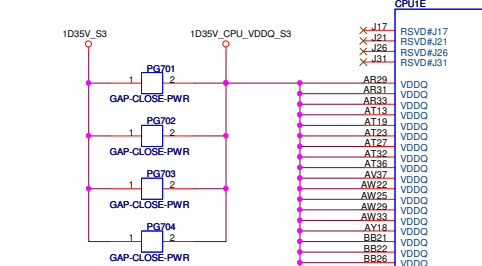 CPU1E
1D35V_S3 1D35V_CPU_VDDQ_S3
J17 RSVD#J17
J21 RSVD#J21
J26 RSVD#J26
J31 RSVD#J31
PG701
1 2
GAP-CLOSE-PWR
PG702
1 2
GAP-CLOSE-PWR
PG703
1 2
GAP-CLOSE-PWR
PG704
1 2
GAP-CLOSE-PWR
AR29 VDDQ
AR31 VDDQ
AR33 VDDQ
AT13 VDDQ
AT19 VDDQ
AT23 VDDQ
AT27 VDDQ
AT32 VDDQ
AT36 VDDQ
AV37 VDDQ
AW22 VDDQ
AW25 VDDQ
AW29 VDDQ
AW33 VDDQ
AY18 VDDQ
BB21 VDDQ
BB22 VDDQ
BB26 VDDQ